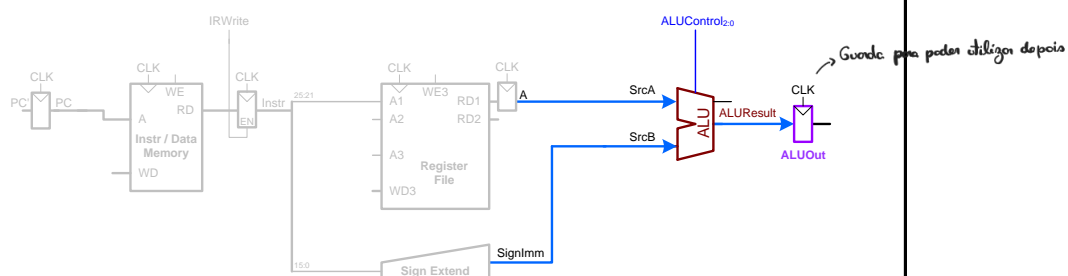 IRWrite
ALUControl2:0
Guarda para poder utilizar depois
CLK
CLK
CLK
CLK
CLK
CLK
PC'
PC
WE
A
RD
EN
Instr
Instr / Data
Memory
WD
25:21
A1
A2
A3
WD3
WE3
RD1
RD2
Register
File
A
SrcA
SrcB
ALU
ALUResult
ALUOut
SignImm
15:0
Sign Extend